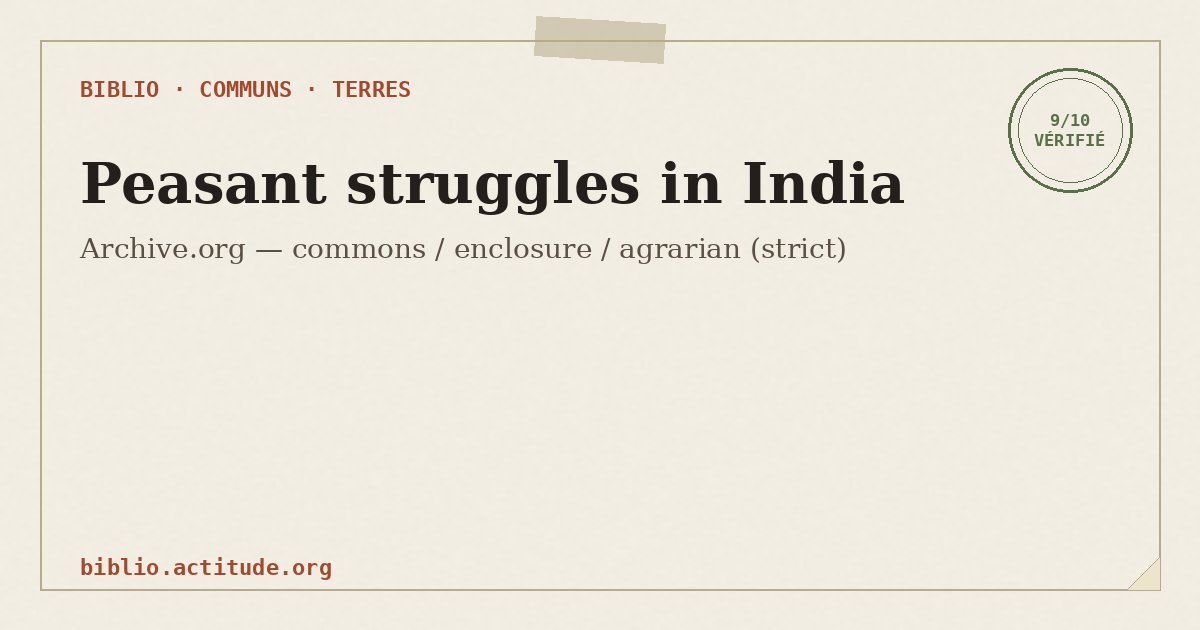 BIBLIO · COMMUNS · TERRES
9/10
VÉRIFIÉ
Peasant struggles in India
Archive.org — commons / enclosure / agrarian (strict)
biblio.actitude.org